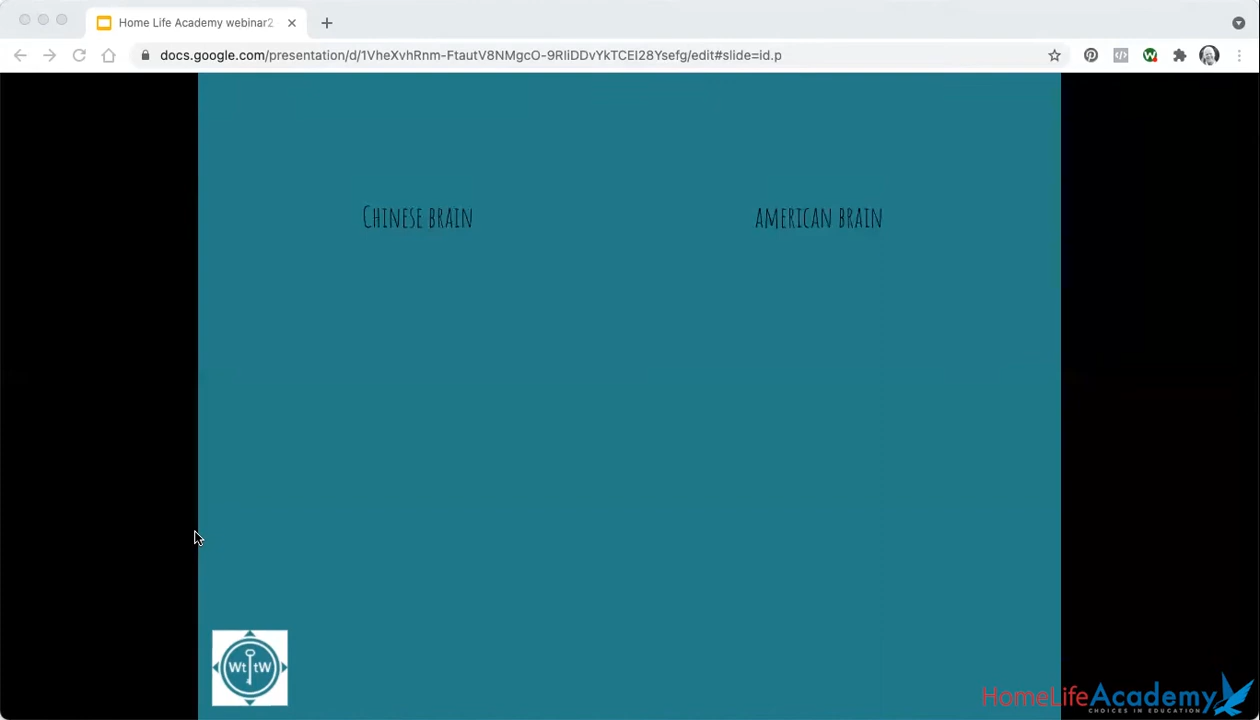 Home Life Academy webinar2
docs.google.com/presentation/d/1VheXvhRnm-FtautV8NMgcO-9RliDDvYkTCEI28Ysefg/edit#slide=id.p
Chinese brain
American brain
WttW
HomeLifeAcademy
CHOICES IN EDUCATION